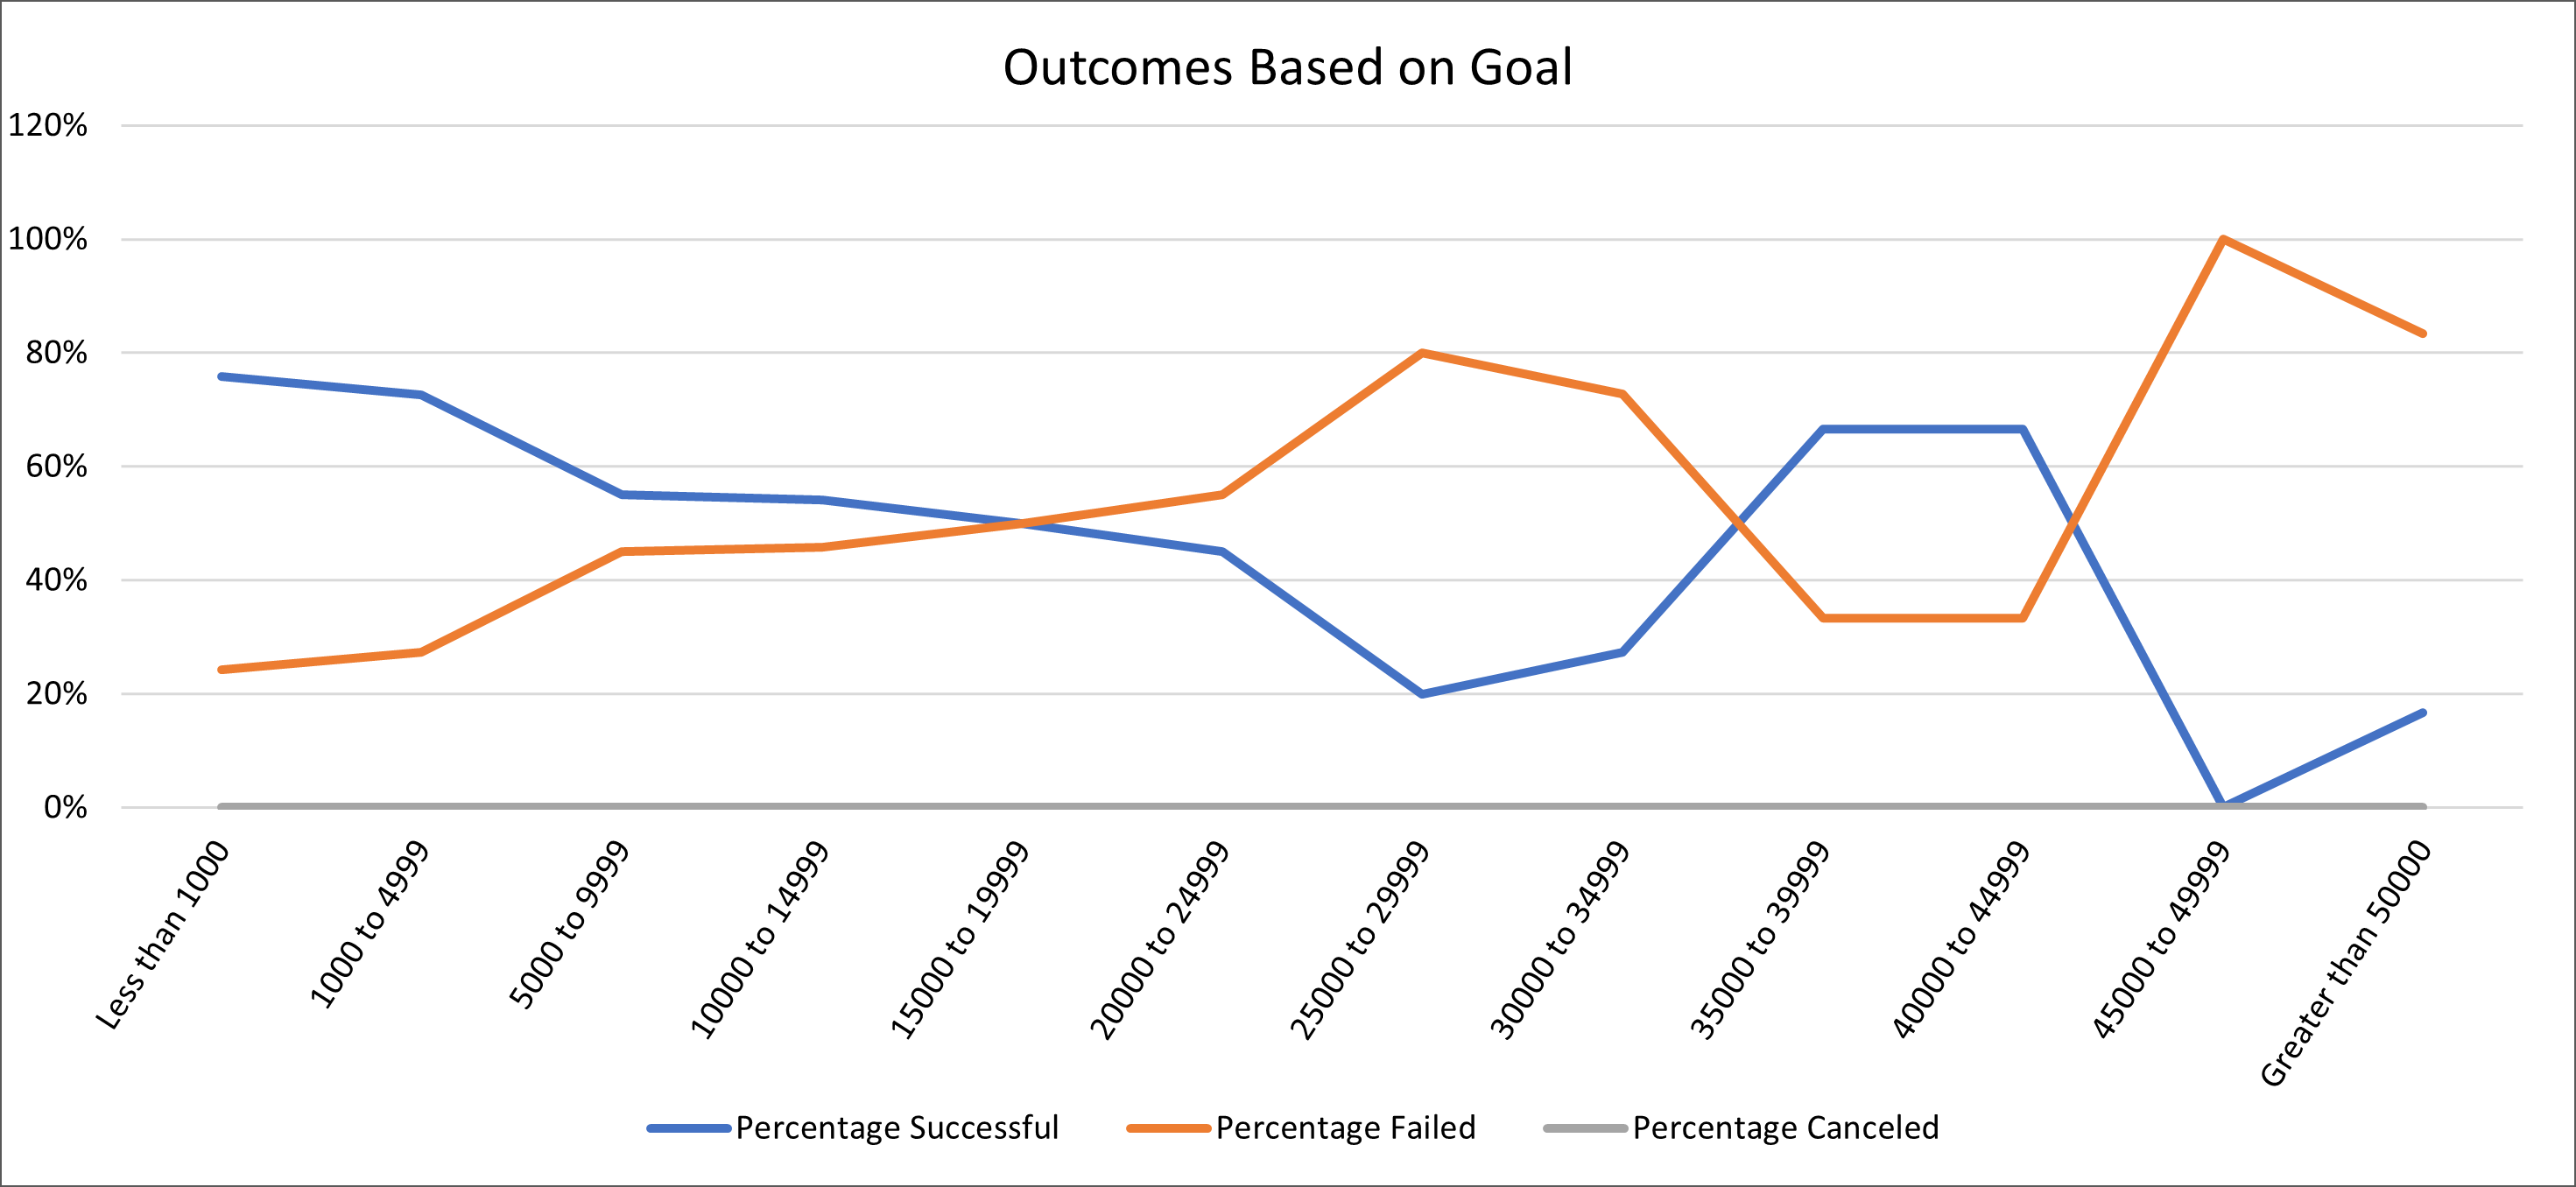 Outcomes Based on Goal
120%
100%
80%
60%
40%
20%
0%
Less than 1000
1000 to 4999
5000 to 9999
10000 to 14999
15000 to 19999
20000 to 24999
25000 to 29999
30000 to 34999
35000 to 39999
40000 to 44999
45000 to 49999
Greater than 50000
Percentage Successful
Percentage Failed
Percentage Canceled